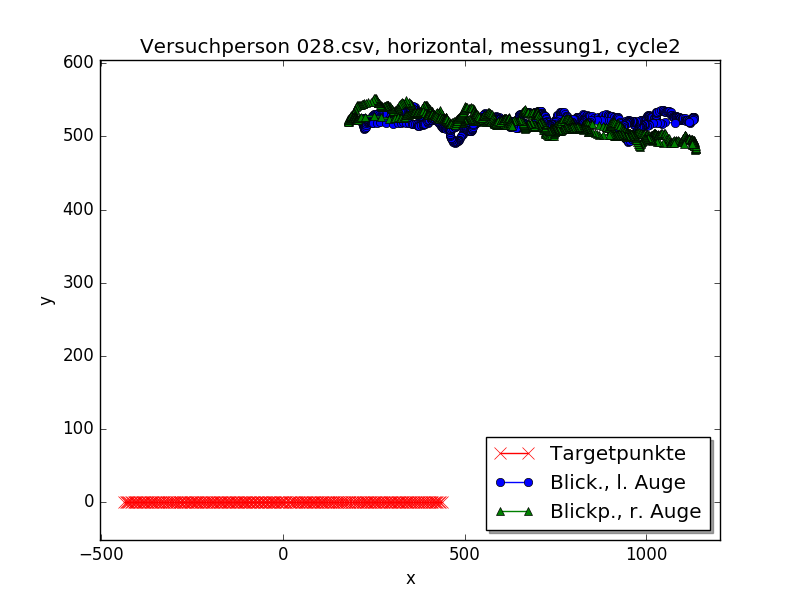 Versuchperson 028.csv, horizontal, messung1, cycle2
600
500
400
300
200
100
0
y
−500
0
500
1000
x
Targetpunkte
Blick., l. Auge
Blickp., r. Auge